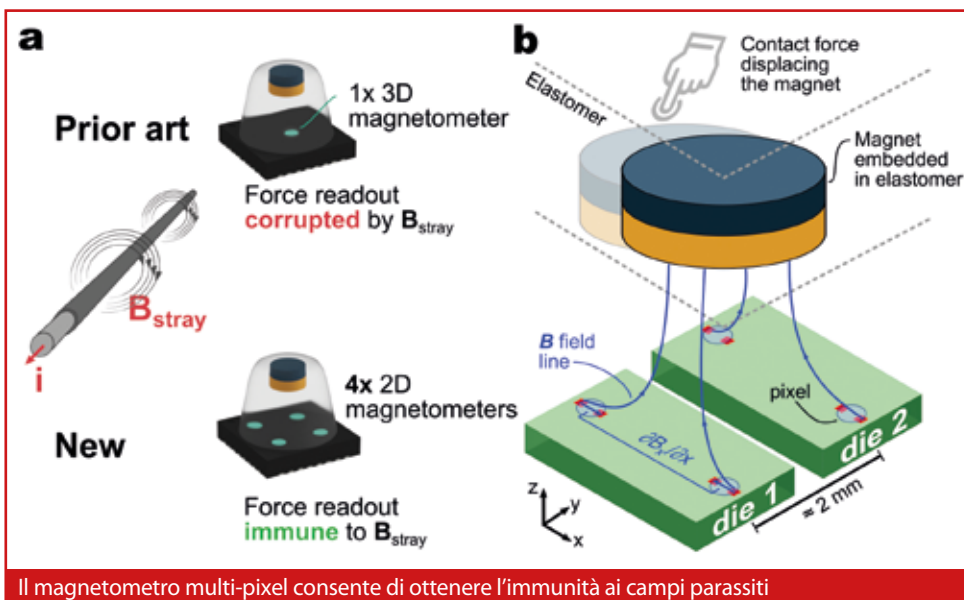 a
Prior art
1x 3D
magnetometer
Force readout
corrupted by Bstray
Bstray
i
New
4x 2D
magnetometers
Force readout
immune to Bstray
b
Contact force
displacing
the magnet
Elastomer
Magnet
embedded
in elastomer
B field
line
pixel
∂Bx/∂x
die 1
die 2
≈ 2 mm
z
y
x
Il magnetometro multi-pixel consente di ottenere l’immunità ai campi parassiti